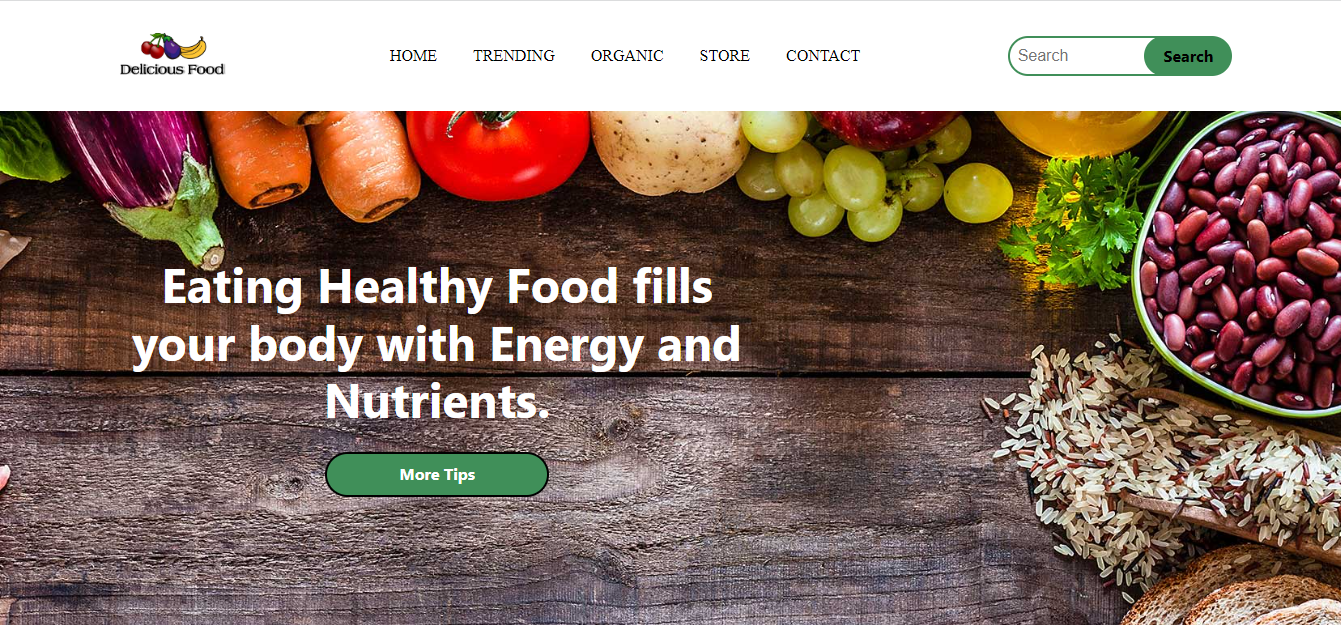 Delicious Food
HOME TRENDING ORGANIC STORE CONTACT
Search
Search
Eating Healthy Food fills
your body with Energy and
Nutrients.
More Tips